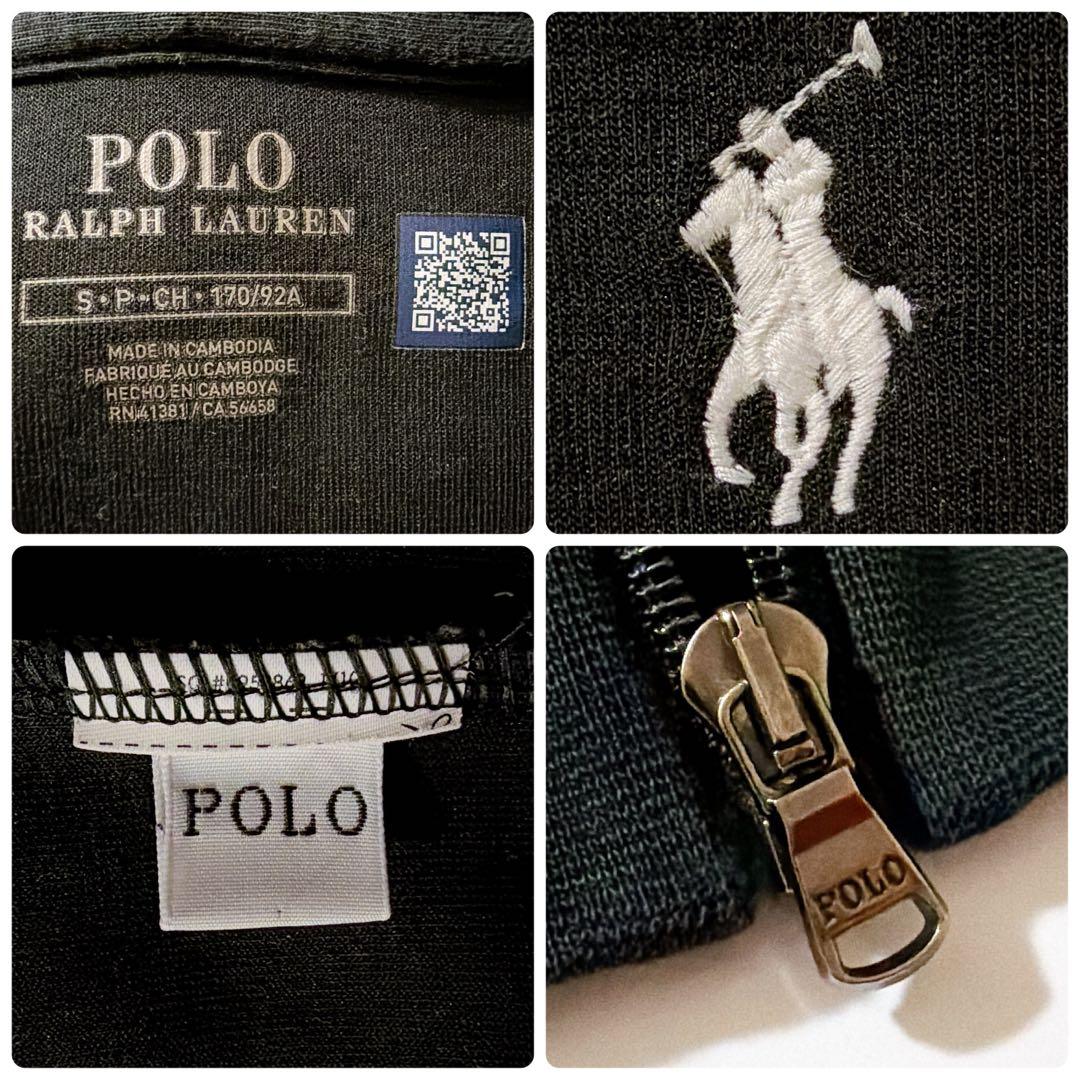 POLO
RALPH LAUREN
S • P • CH • 170/92A
MADE IN CAMBODIA
FABRIQUE AU CAMBODGE
HECHO EN CAMBOYA
RN 41381 / CA 56658
POLO
POLO